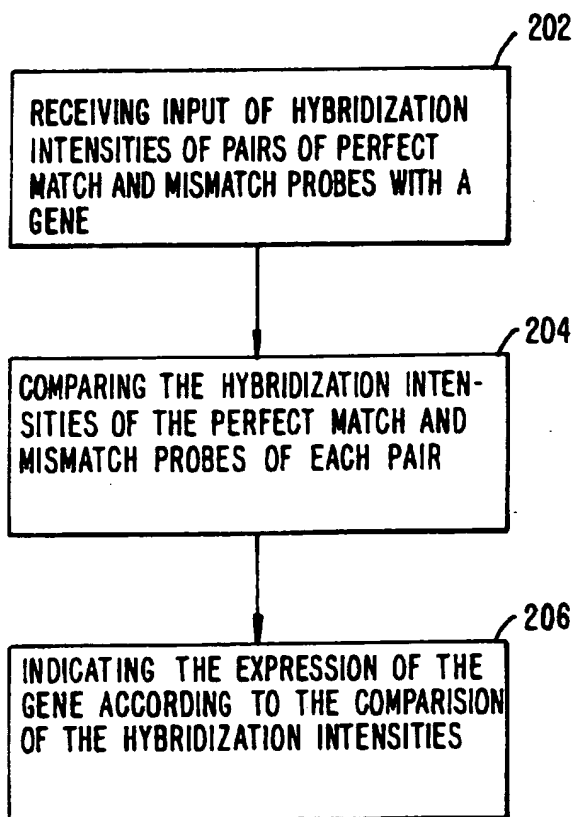 202
RECEIVING INPUT OF HYBRIDIZATION
INTENSITIES OF PAIRS OF PERFECT
MATCH AND MISMATCH PROBES WITH A
GENE
204
COMPARING THE HYBRIDIZATION INTEN-
SITIES OF THE PERFECT MATCH AND
MISMATCH PROBES OF EACH PAIR
206
INDICATING THE EXPRESSION OF THE
GENE ACCORDING TO THE COMPARISION
OF THE HYBRIDIZATION INTENSITIES